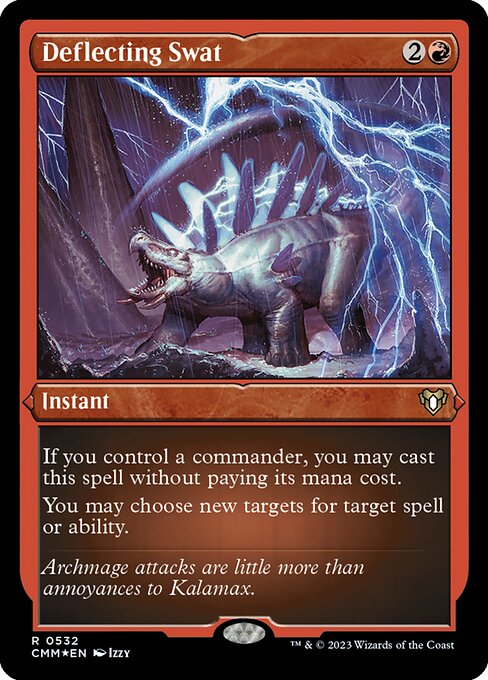 Deflecting Swat
2
Instant
If you control a commander, you may cast
this spell without paying its mana cost.
You may choose new targets for target spell
or ability.
Archmage attacks are little more than
annoyances to Kalamax.
R 0532
CMM★EN Izzy
™ & © 2023 Wizards of the Coast